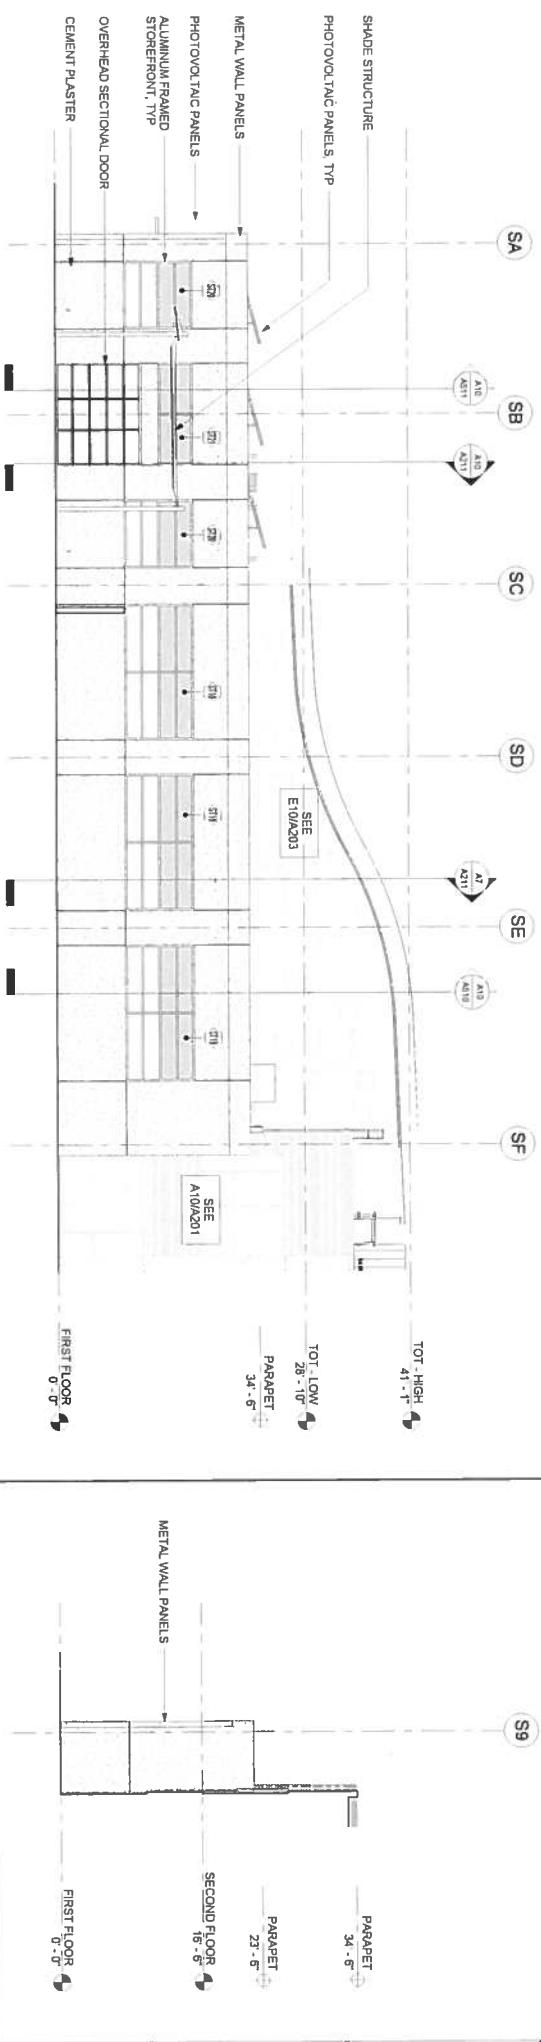 SHADE STRUCTURE
PHOTOVOLTAIC PANELS, TYP
METAL WALL PANELS
PHOTOVOLTAIC PANELS
ALUMINUM FRAMED
STOREFRONT, TYP
OVERHEAD SECTIONAL DOOR
CEMENT PLASTER
SA
A10
A511
SB
A10
A211
SC
SD
A7
A211
SE
A10
A510
SF
SEE
E10/A203
SEE
A10/A201
TOT - HIGH
41' - 1"
TOT - LOW
28' - 10"
PARAPET
34' - 6"
FIRST FLOOR
0' - 0"
S9
METAL WALL PANELS
PARAPET
34' - 6"
PARAPET
23' - 6"
SECOND FLOOR
16' - 6"
FIRST FLOOR
0' - 0"